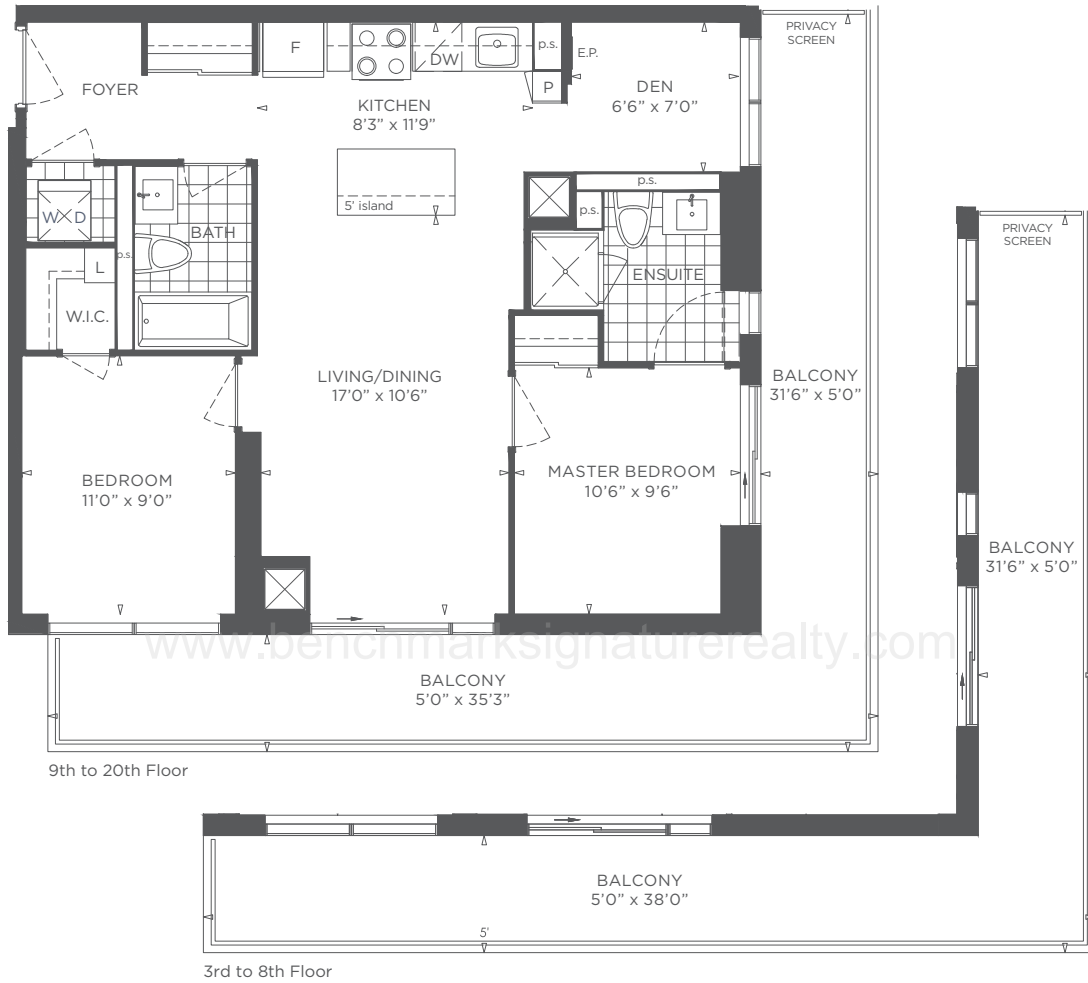 PRIVACY
SCREEN
FOYER
F
DW
p.s.
E.P.
P
KITCHEN
8'3" x 11'9"
DEN
6'6" x 7'0"
5' island
p.s.
p.s.
W D
BATH
p.s.
L
W.I.C.
ENSUITE
PRIVACY
SCREEN
LIVING/DINING
17'0" x 10'6"
BALCONY
31'6" x 5'0"
BEDROOM
11'0" x 9'0"
MASTER BEDROOM
10'6" x 9'6"
BALCONY
31'6" x 5'0"
www.benchmarksignaturerealty.com
BALCONY
5'0" x 35'3"
9th to 20th Floor
BALCONY
5'0" x 38'0"
5'
3rd to 8th Floor